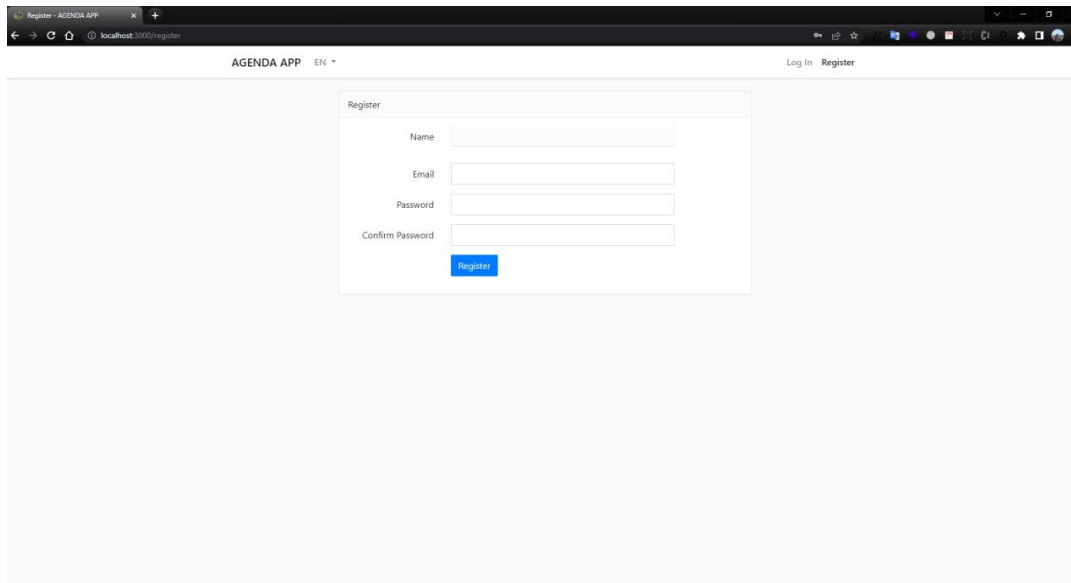 Register - AGENDA APP
localhost:3000/register
AGENDA APP EN Log In Register
Register
Name
Email
Password
Confirm Password
Register